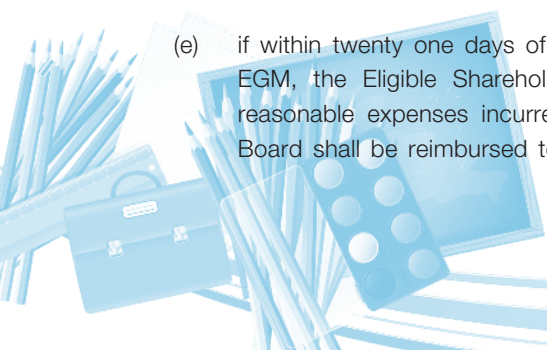 (e) if within twenty one days of
EGM, the Eligible Sharehol
reasonable expenses incurre
Board shall be reimbursed t